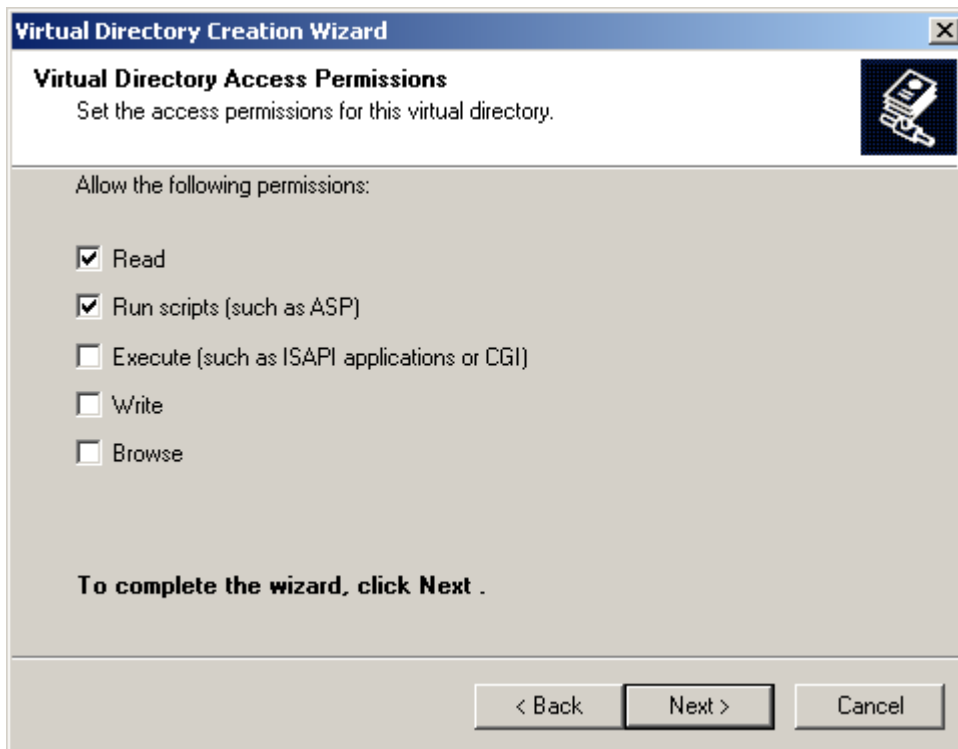 Virtual Directory Creation Wizard
Virtual Directory Access Permissions
Set the access permissions for this virtual directory.
Allow the following permissions:
Read
Run scripts (such as ASP)
Execute (such as ISAPI applications or CGI)
Write
Browse
To complete the wizard, click Next .
< Back Next > Cancel